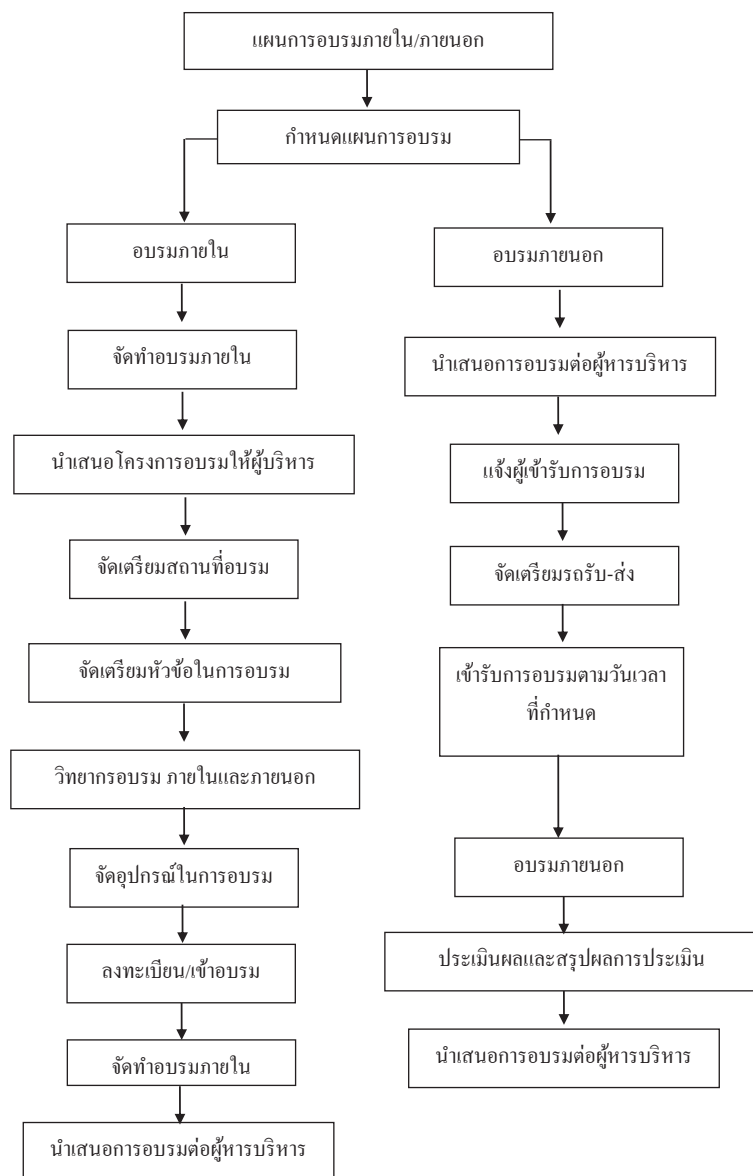 แผนการอบรมภายใน/ภายนอก
กำหนดแผนการอบรม
อบรมภายใน
จัดทำอบรมภายใน
นำเสนอโครงการอบรมให้ผู้บริหาร
จัดเตรียมสถานที่อบรม
จัดเตรียมหัวข้อในการอบรม
วิทยากรอบรม ภายในและภายนอก
จัดอุปกรณ์ในการอบรม
ลงทะเบียน/เข้าอบรม
จัดทำอบรมภายใน
นำเสนอการอบรมต่อผู้หารบริหาร
อบรมภายนอก
นำเสนอการอบรมต่อผู้หารบริหาร
แจ้งผู้เข้ารับการอบรม
จัดเตรียมรถรับ-ส่ง
เข้ารับการอบรมตามวันเวลา
ที่กำหนด
อบรมภายนอก
ประเมินผลและสรุปผลการประเมิน
นำเสนอการอบรมต่อผู้หารบริหาร